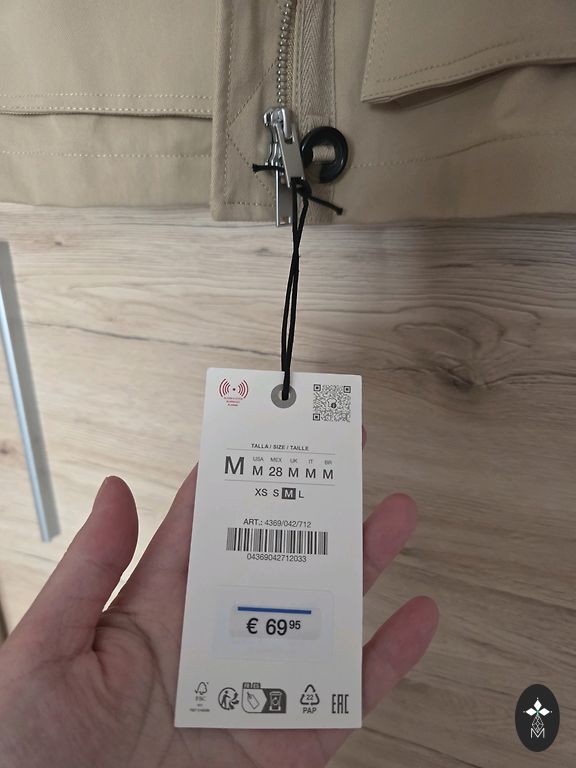 TALLA / SIZE / TAILLE
USA MEX UK IT BR
M M 28 M M M
XS S M L
ART.: 4369/042/712
04369042712033
€ 69 95
FSC
22
PAP
EAC
M